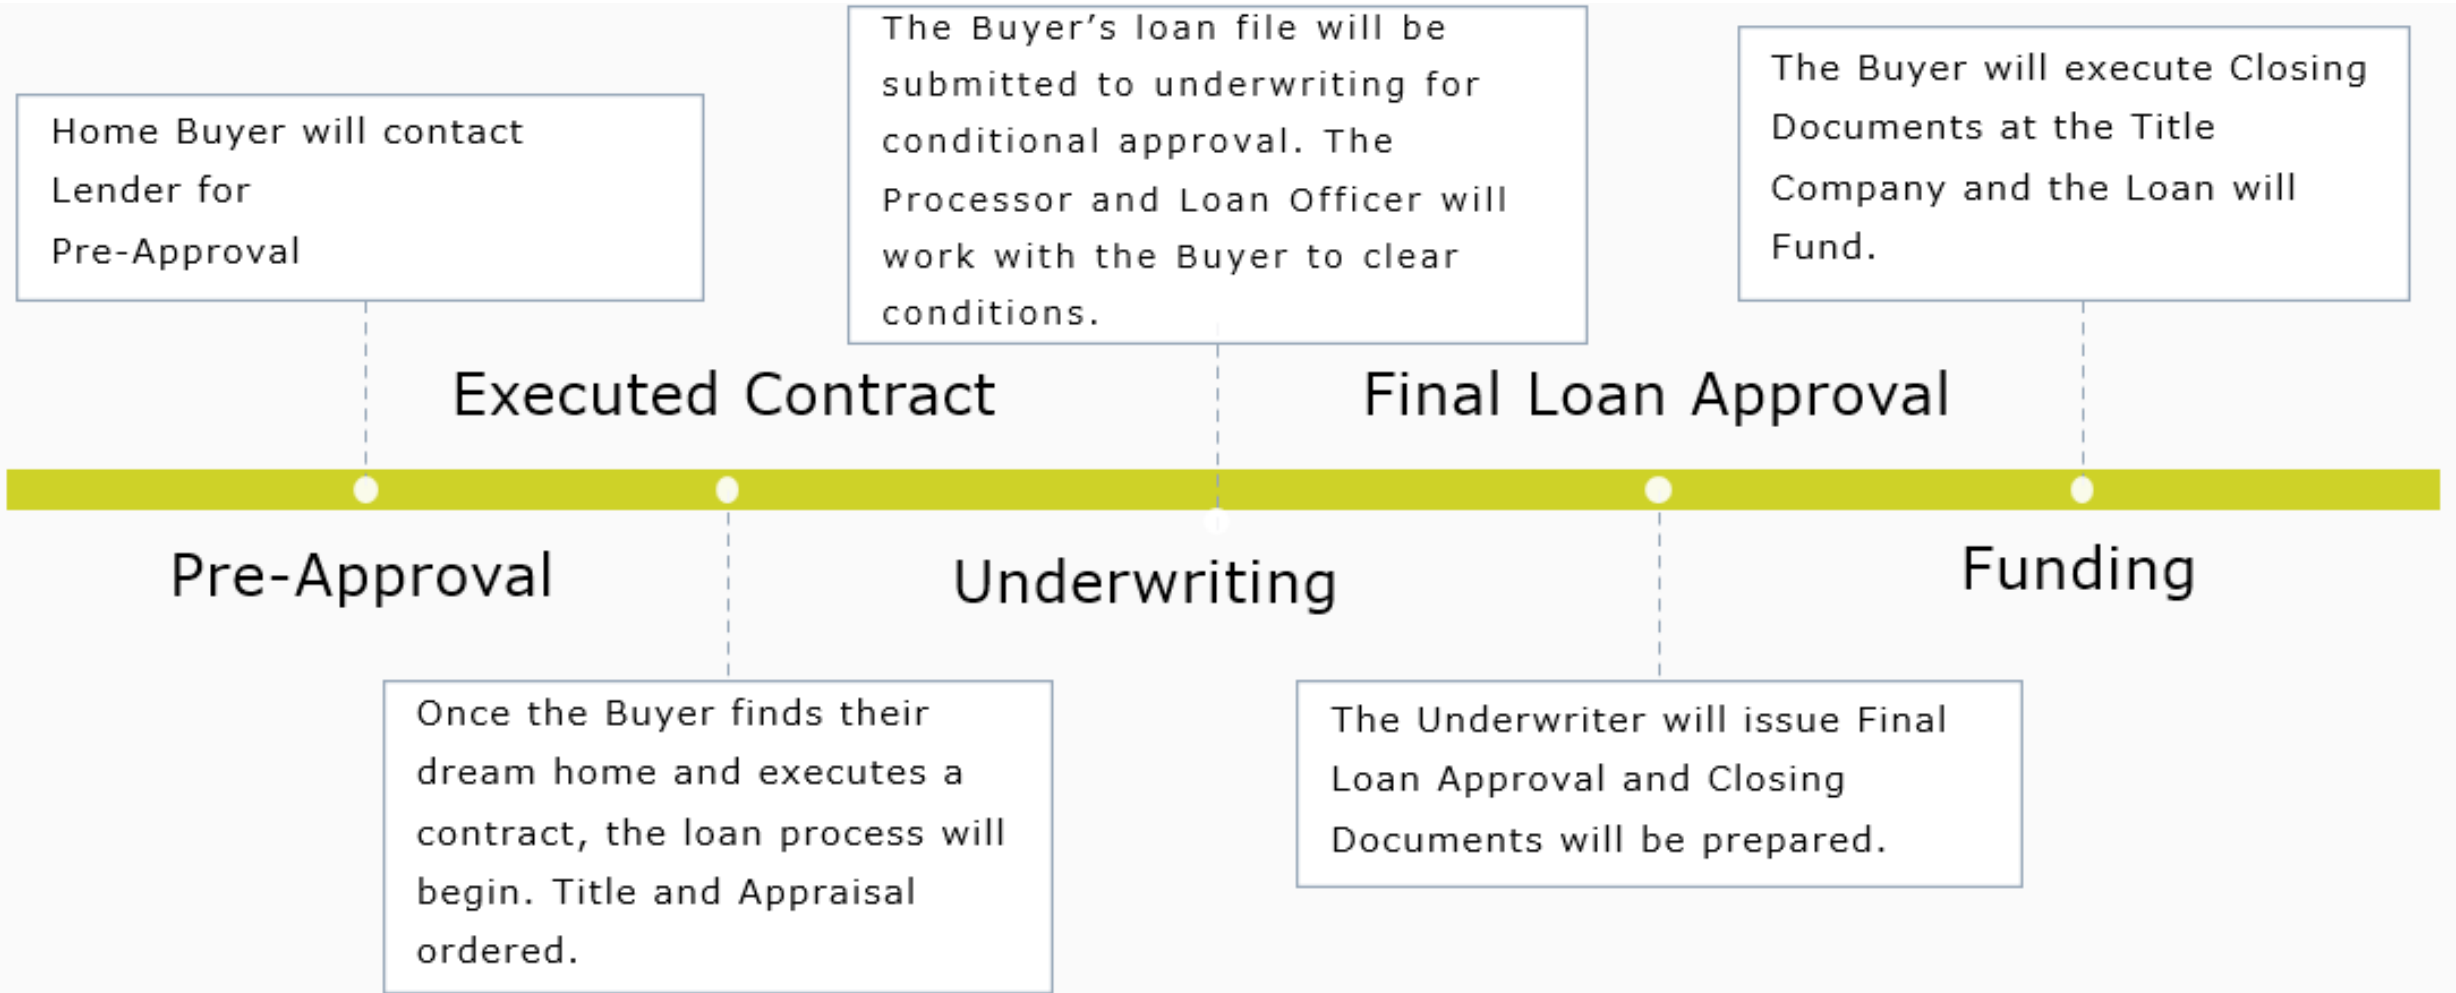 Home Buyer will contact
Lender for
Pre-Approval
The Buyer’s loan file will be
submitted to underwriting for
conditional approval. The
Processor and Loan Officer will
work with the Buyer to clear
conditions.
The Buyer will execute Closing
Documents at the Title
Company and the Loan will
Fund.
Executed Contract
Final Loan Approval
Pre-Approval
Underwriting
Funding
Once the Buyer finds their
dream home and executes a
contract, the loan process will
begin. Title and Appraisal
ordered.
The Underwriter will issue Final
Loan Approval and Closing
Documents will be prepared.